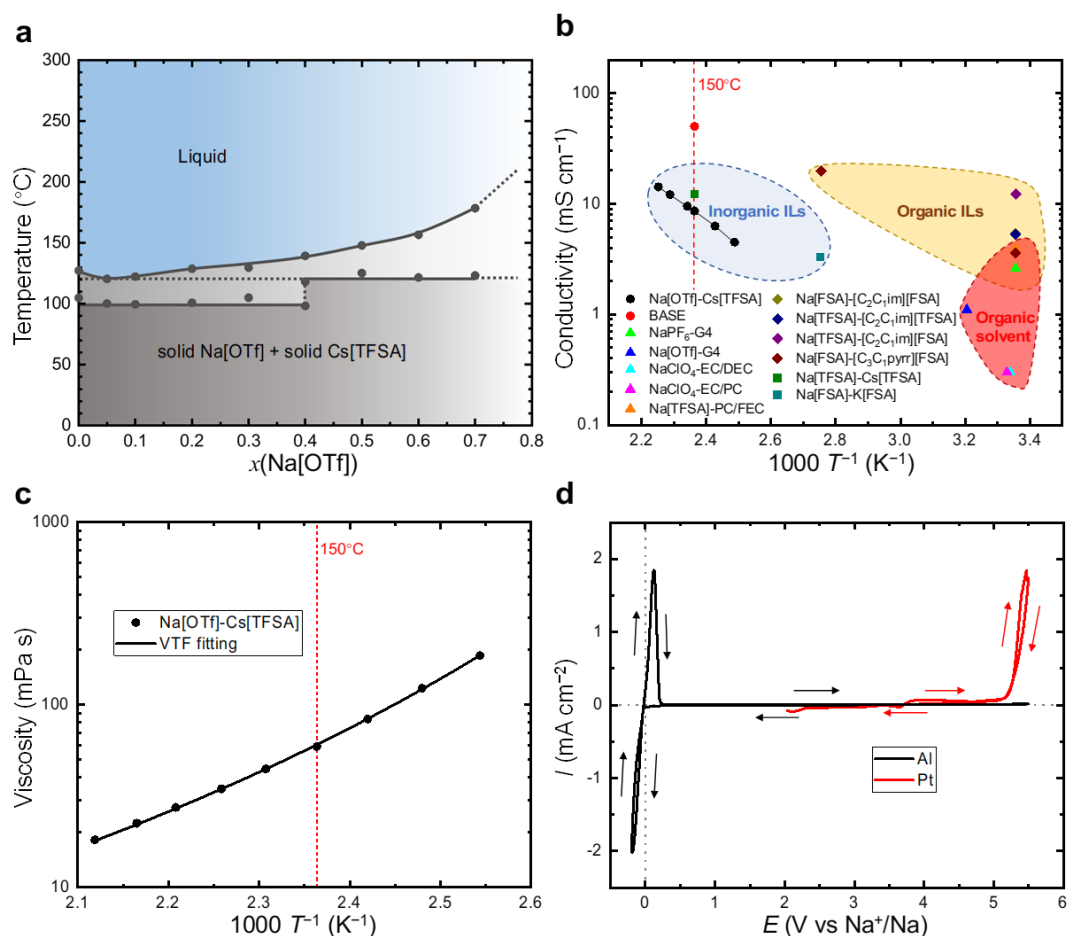 a
Temperature (°C)
300
250
200
150
100
50
0
Liquid
solid Na[OTf] + solid Cs[TFSA]
0.0 0.1 0.2 0.3 0.4 0.5 0.6 0.7 0.8
x(Na[OTf])
b
Conductivity (mS cm⁻¹)
100
10
1
0.1
150°C
Inorganic ILs
Organic ILs
Organic solvent
Na[OTf]-Cs[TFSA]
BASE
NaPF₆-G4
Na[OTf]-G4
NaClO₄-EC/DEC
NaClO₄-EC/PC
Na[TFSA]-PC/FEC
Na[FSA]-[C₂C₁im][FSA]
Na[TFSA]-[C₂C₁im][TFSA]
Na[TFSA]-[C₂C₁im][FSA]
Na[FSA]-[C₃C₁pyrr][FSA]
Na[TFSA]-Cs[TFSA]
Na[FSA]-K[FSA]
2.2 2.4 2.6 2.8 3.0 3.2 3.4
1000 T⁻¹ (K⁻¹)
c
Viscosity (mPa s)
1000
100
10
150°C
Na[OTf]-Cs[TFSA]
VTF fitting
2.1 2.2 2.3 2.4 2.5 2.6
1000 T⁻¹ (K⁻¹)
d
I (mA cm⁻²)
2
1
0
-1
-2
Al
Pt
0 1 2 3 4 5 6
E (V vs Na⁺/Na)